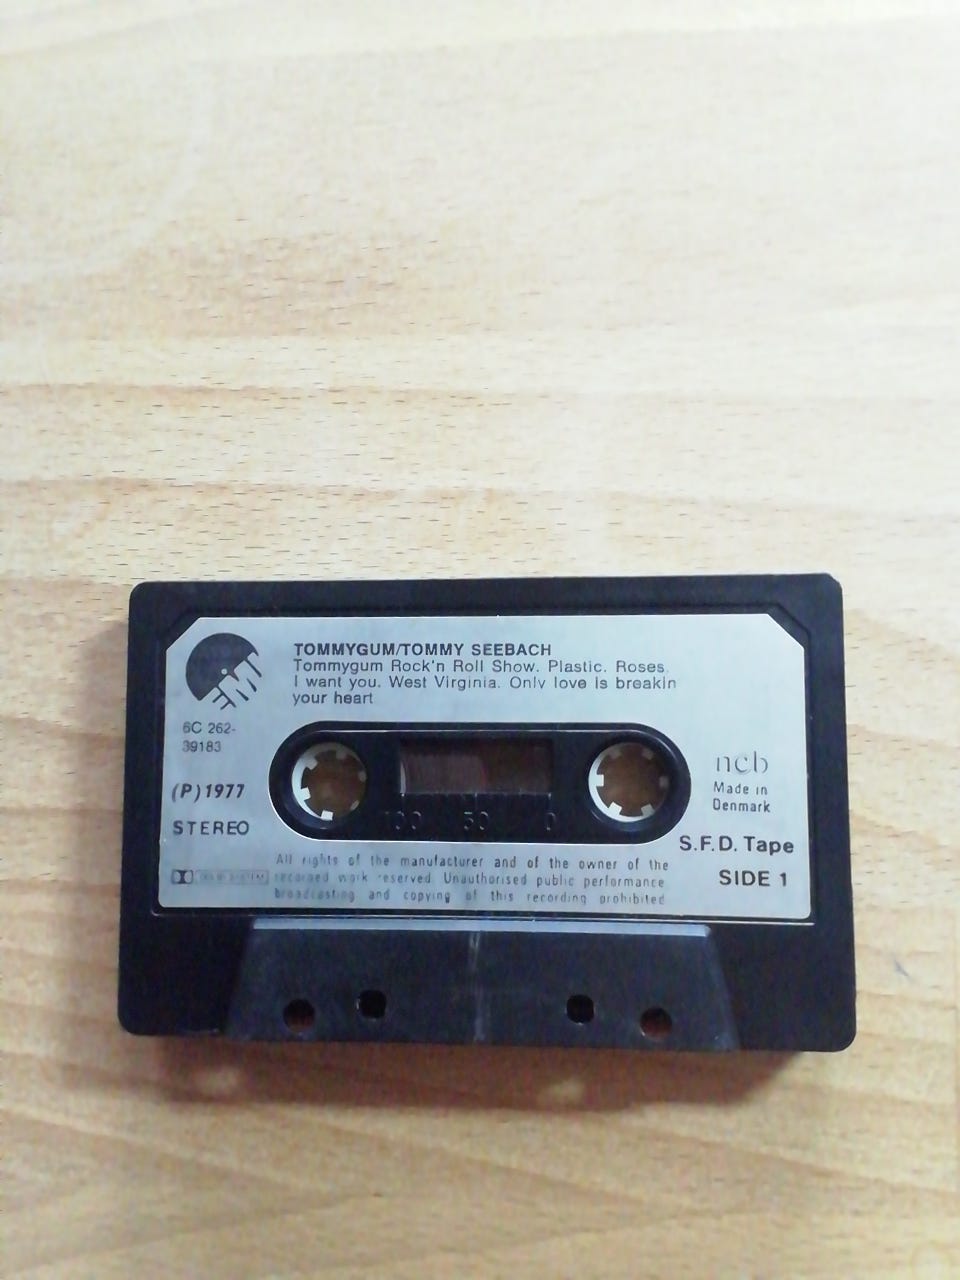 TOMMYGUM/TOMMY SEEBACH
Tommygum Rock'n Roll Show. Plastic. Roses.
I want you. West Virginia. Only love is breakin
your heart
EMI
6C 262-
39183
(P) 1977
STEREO
100 50 0
ncb
Made in
Denmark
S.F.D. Tape
SIDE 1
All rights of the manufacturer and of the owner of the
recorded work reserved. Unauthorised public performance
broadcasting and copying of this recording prohibited
DOLBY SYSTEM